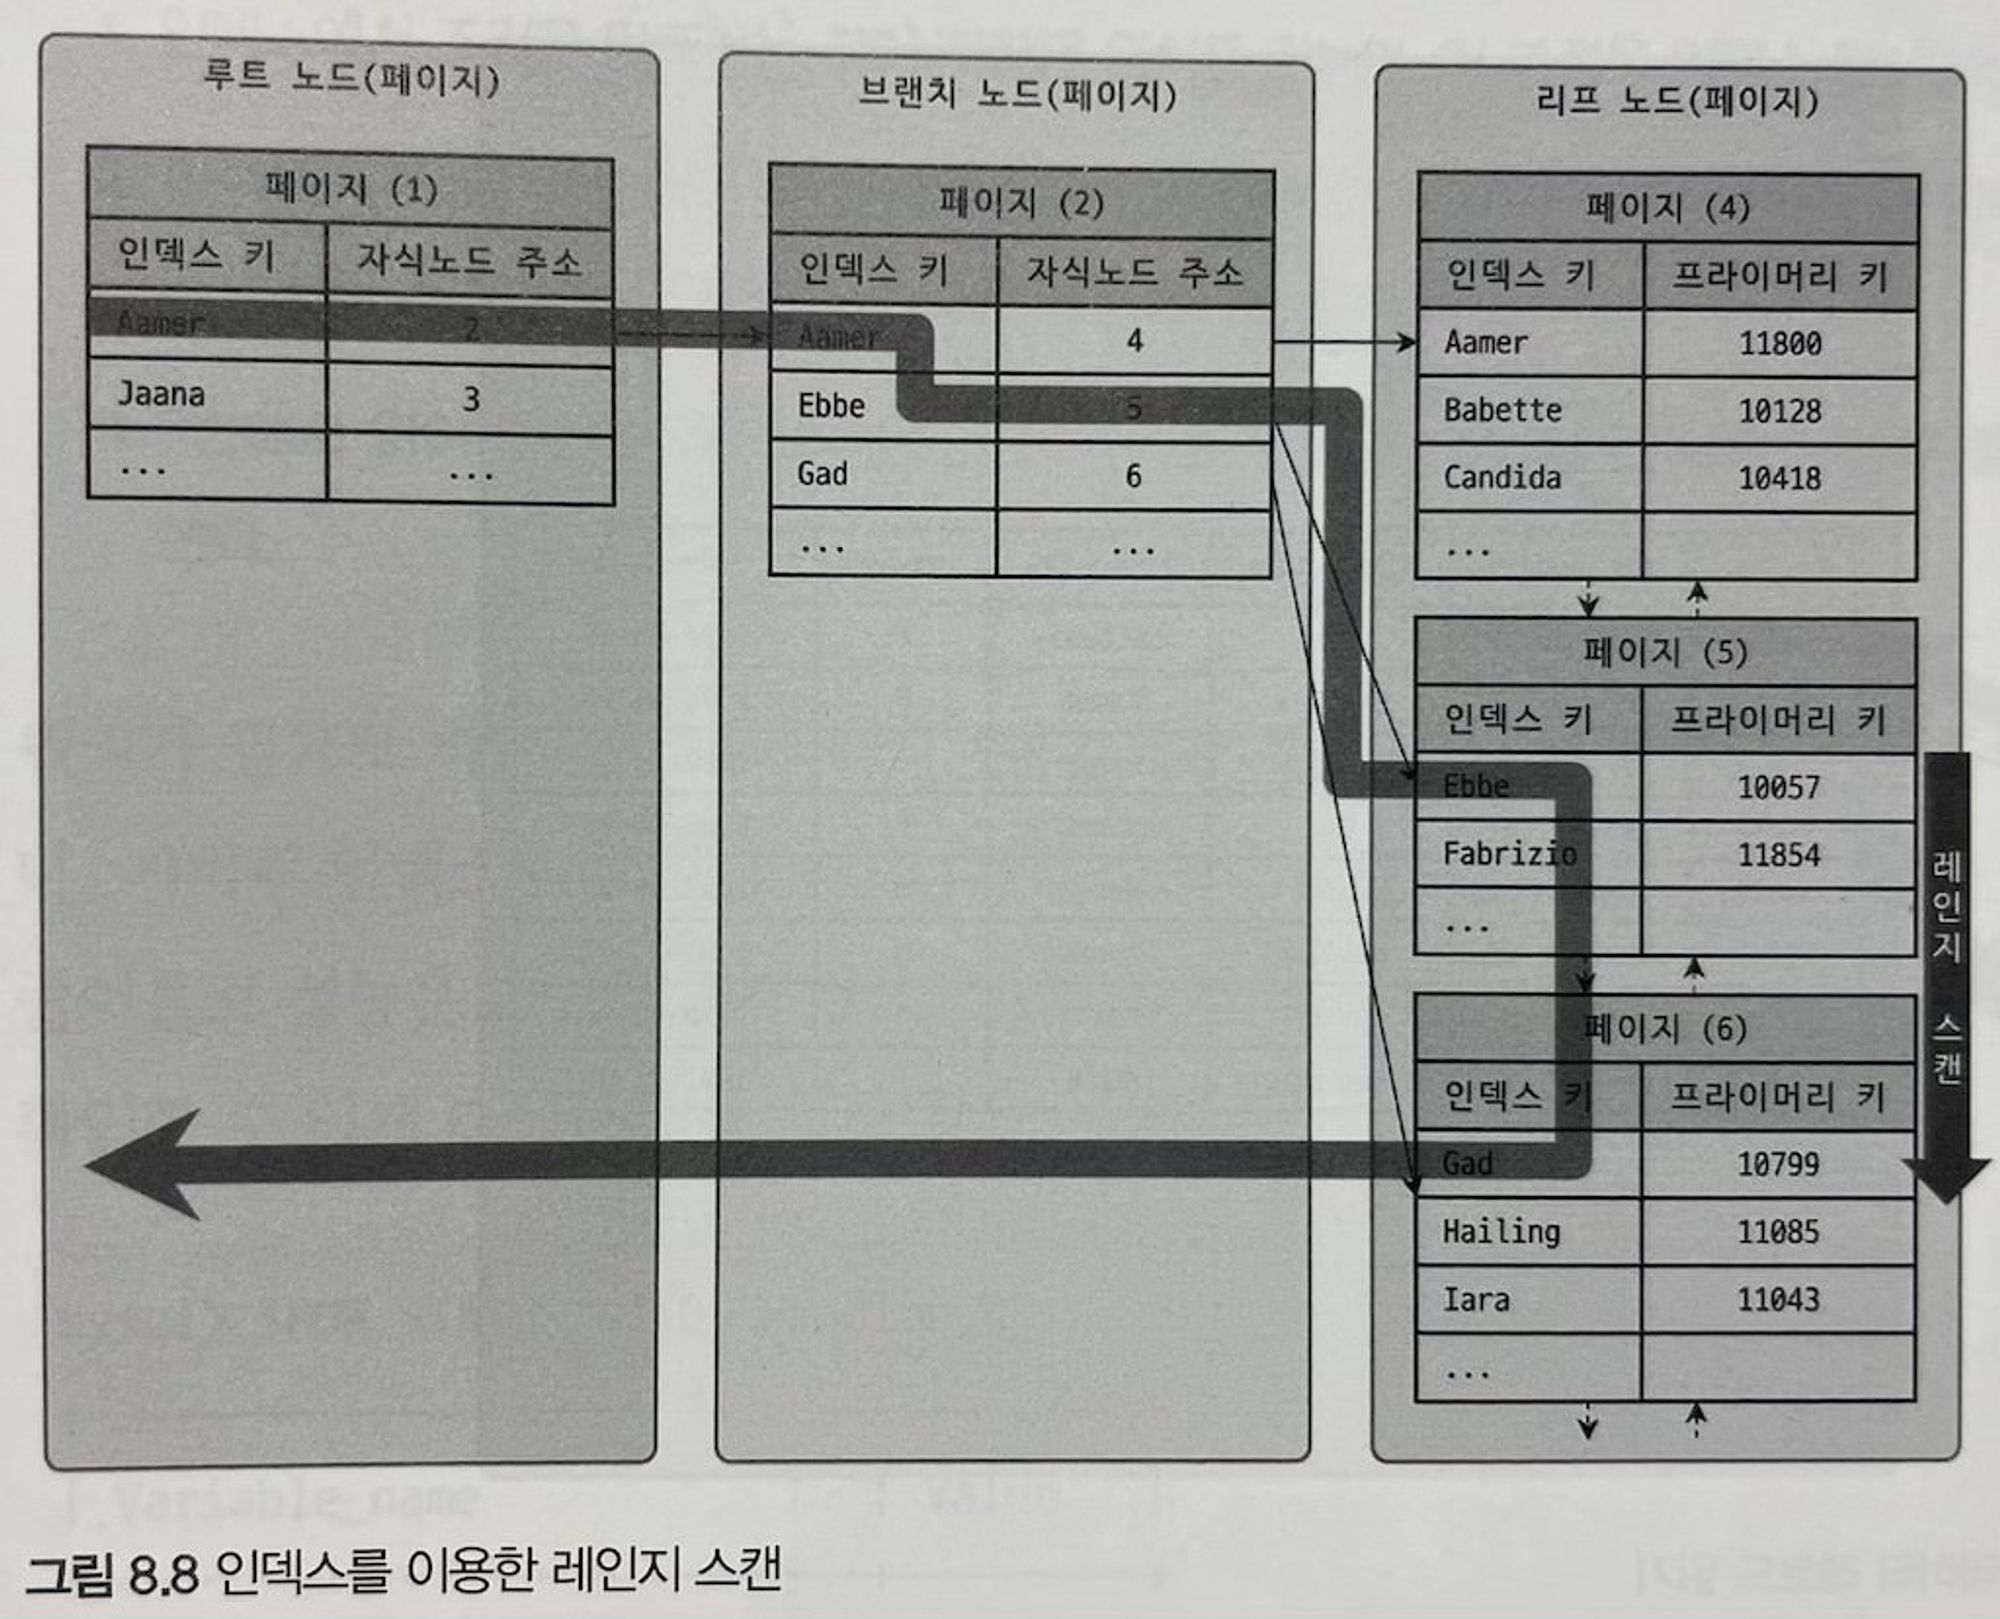 루트 노드(페이지)
페이지 (1)
인덱스 키 자식노드 주소
Aamer 2
Jaana 3
... ...
브랜치 노드(페이지)
페이지 (2)
인덱스 키 자식노드 주소
Aamer 4
Ebbe 5
Gad 6
... ...
리프 노드(페이지)
페이지 (4)
인덱스 키 프라이머리 키
Aamer 11800
Babette 10128
Candida 10418
...
페이지 (5)
인덱스 키 프라이머리 키
Ebbe 10057
Fabrizio 11854
...
페이지 (6)
인덱스 키 프라이머리 키
Gad 10799
Hailing 11085
Iara 11043
...
레인지 스캔
Variable_name
그림 8.8 인덱스를 이용한 레인지 스캔